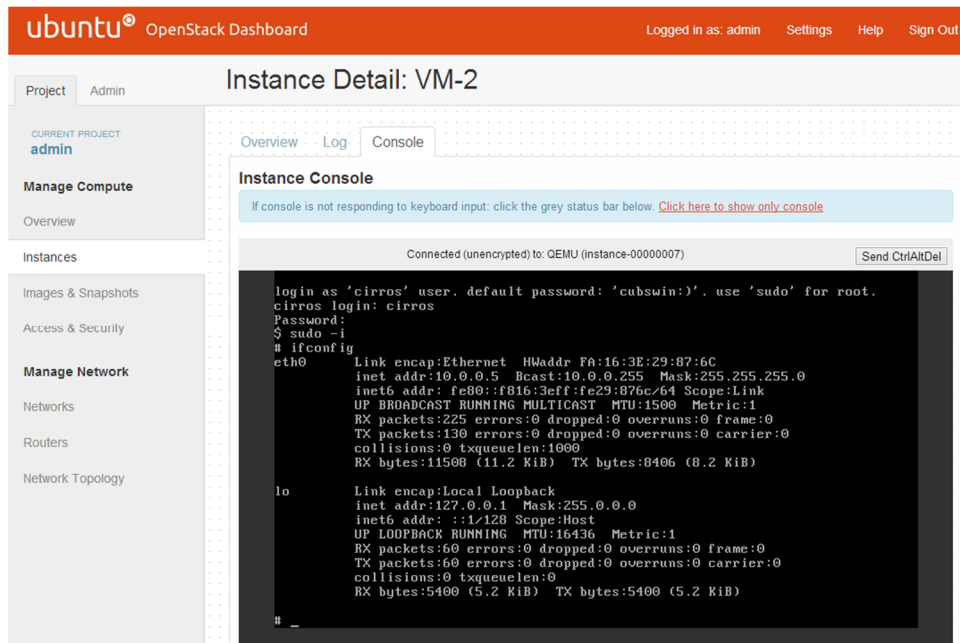 ubuntu® OpenStack Dashboard
Logged in as: admin Settings Help Sign Out
Project Admin
Instance Detail: VM-2
CURRENT PROJECT
admin
Manage Compute
Overview
Instances
Images & Snapshots
Access & Security
Manage Network
Networks
Routers
Network Topology
Overview Log Console
Instance Console
If console is not responding to keyboard input: click the grey status bar below. Click here to show only console
Connected (unencrypted) to: QEMU (instance-00000007)
Send CtrlAltDel
login as 'cirros' user. default password: 'cubswin:)'. use 'sudo' for root.
cirros login: cirros
Password:
$ sudo -i
# ifconfig
eth0 Link encap:Ethernet HWaddr FA:16:3E:29:87:6C
inet addr:10.0.0.5 Bcast:10.0.0.255 Mask:255.255.255.0
inet6 addr: fe80::f816:3eff:fe29:876c/64 Scope:Link
UP BROADCAST RUNNING MULTICAST MTU:1500 Metric:1
RX packets:225 errors:0 dropped:0 overruns:0 frame:0
TX packets:130 errors:0 dropped:0 overruns:0 carrier:0
collisions:0 txqueuelen:1000
RX bytes:11508 (11.2 KiB) TX bytes:8406 (8.2 KiB)
lo Link encap:Local Loopback
inet addr:127.0.0.1 Mask:255.0.0.0
inet6 addr: ::1/128 Scope:Host
UP LOOPBACK RUNNING MTU:16436 Metric:1
RX packets:60 errors:0 dropped:0 overruns:0 frame:0
TX packets:60 errors:0 dropped:0 overruns:0 carrier:0
collisions:0 txqueuelen:0
RX bytes:5400 (5.2 KiB) TX bytes:5400 (5.2 KiB)
# _